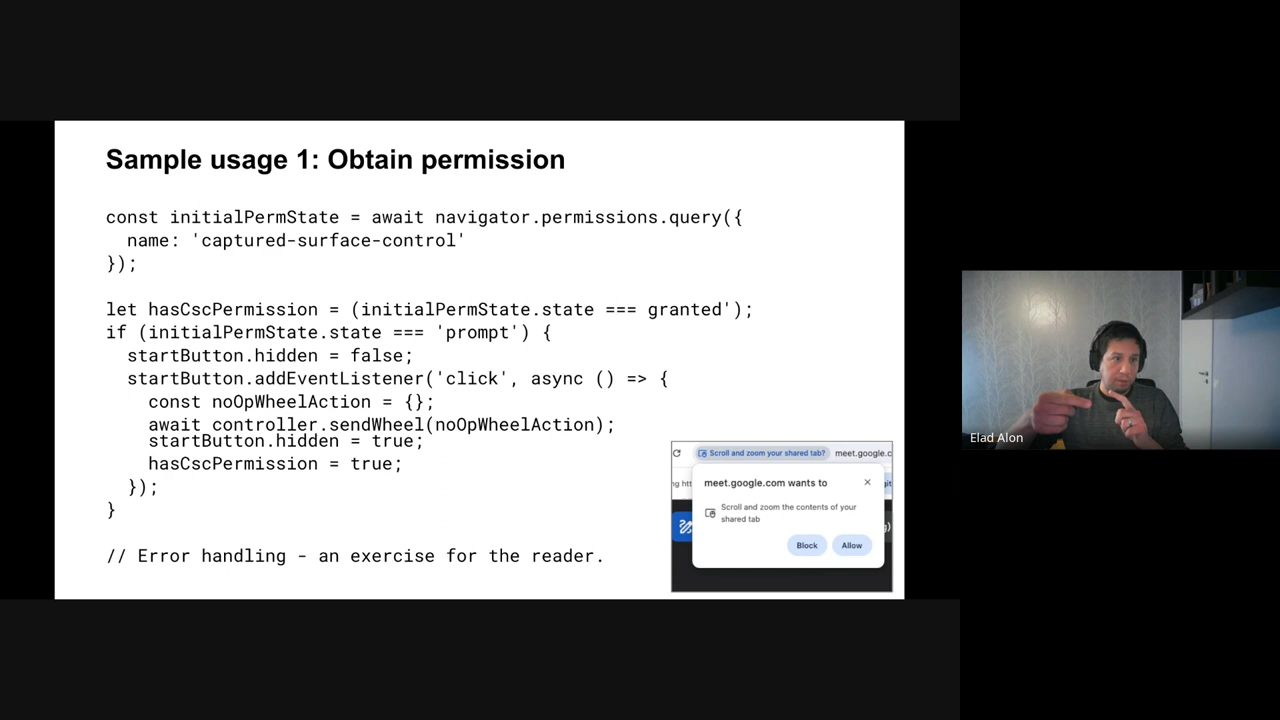 Sample usage 1: Obtain permission
const initialPermState = await navigator.permissions.query({
name: 'captured-surface-control'
});
let hasCscPermission = (initialPermState.state === granted');
if (initialPermState.state === 'prompt') {
startButton.hidden = false;
startButton.addEventListener('click', async () => {
const noOpWheelAction = {};
await controller.sendWheel(noOpWheelAction);
startButton.hidden = true;
hasCscPermission = true;
});
}
// Error handling - an exercise for the reader.
Scroll and zoom your shared tab? meet.google.c
meet.google.com wants to
Scroll and zoom the contents of your
shared tab
Block Allow
Elad Alon